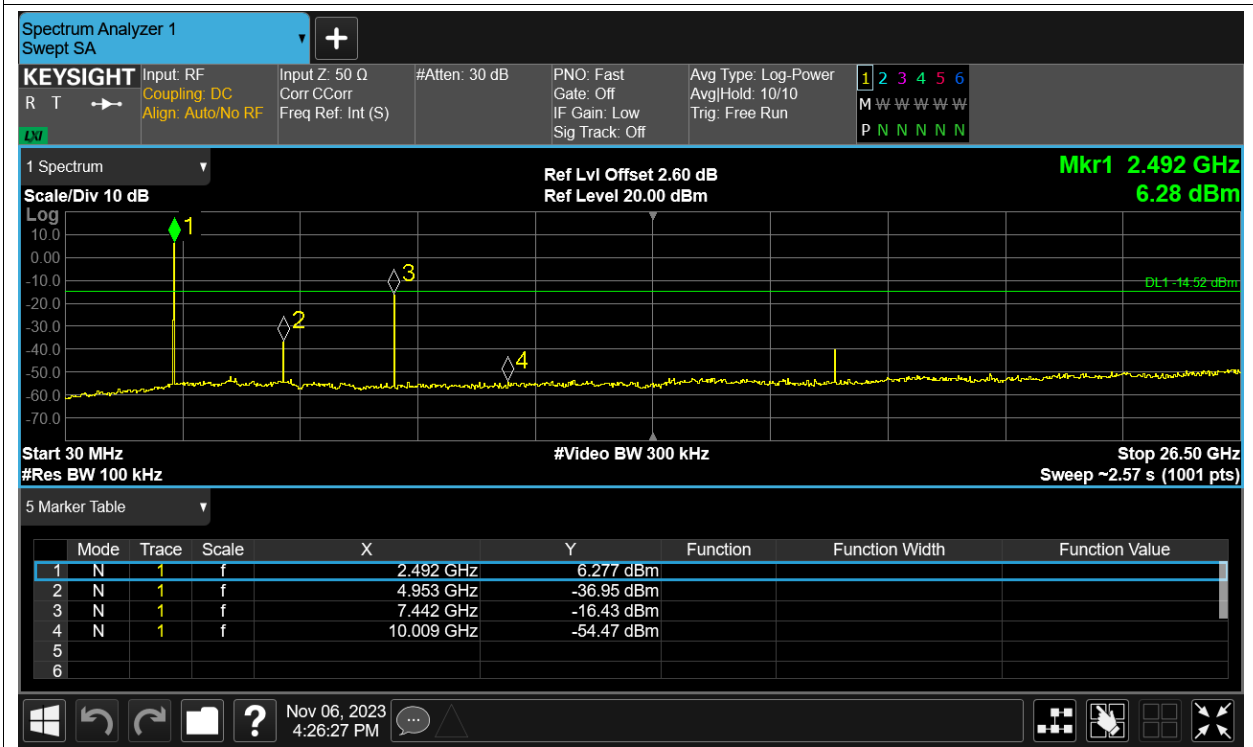 Spectrum Analyzer 1
Swept SA
+
KEYSIGHT Input: RF Input Z: 50 Ω #Atten: 30 dB PNO: Fast Avg Type: Log-Power 1 2 3 4 5 6
R T Coupling: DC Corr CCorr Gate: Off Avg|Hold: 10/10 M W W W W W
Align: Auto/No RF Freq Ref: Int (S) IF Gain: Low Trig: Free Run
LXI Sig Track: Off P N N N N N
1 Spectrum Ref Lvl Offset 2.60 dB Mkr1 2.492 GHz
Scale/Div 10 dB Ref Level 20.00 dBm 6.28 dBm
Log
1
10.0
0.00
3
-10.0
DL1 -14.52 dBm
-20.0
2
-30.0
-40.0
4
-50.0
-60.0
-70.0
Start 30 MHz #Video BW 300 kHz Stop 26.50 GHz
#Res BW 100 kHz Sweep ~2.57 s (1001 pts)
5 Marker Table
Mode Trace Scale X Y Function Function Width Function Value
1 N 1 f 2.492 GHz 6.277 dBm
2 N 1 f 4.953 GHz -36.95 dBm
3 N 1 f 7.442 GHz -16.43 dBm
4 N 1 f 10.009 GHz -54.47 dBm
5
6
? Nov 06, 2023
4:26:27 PM